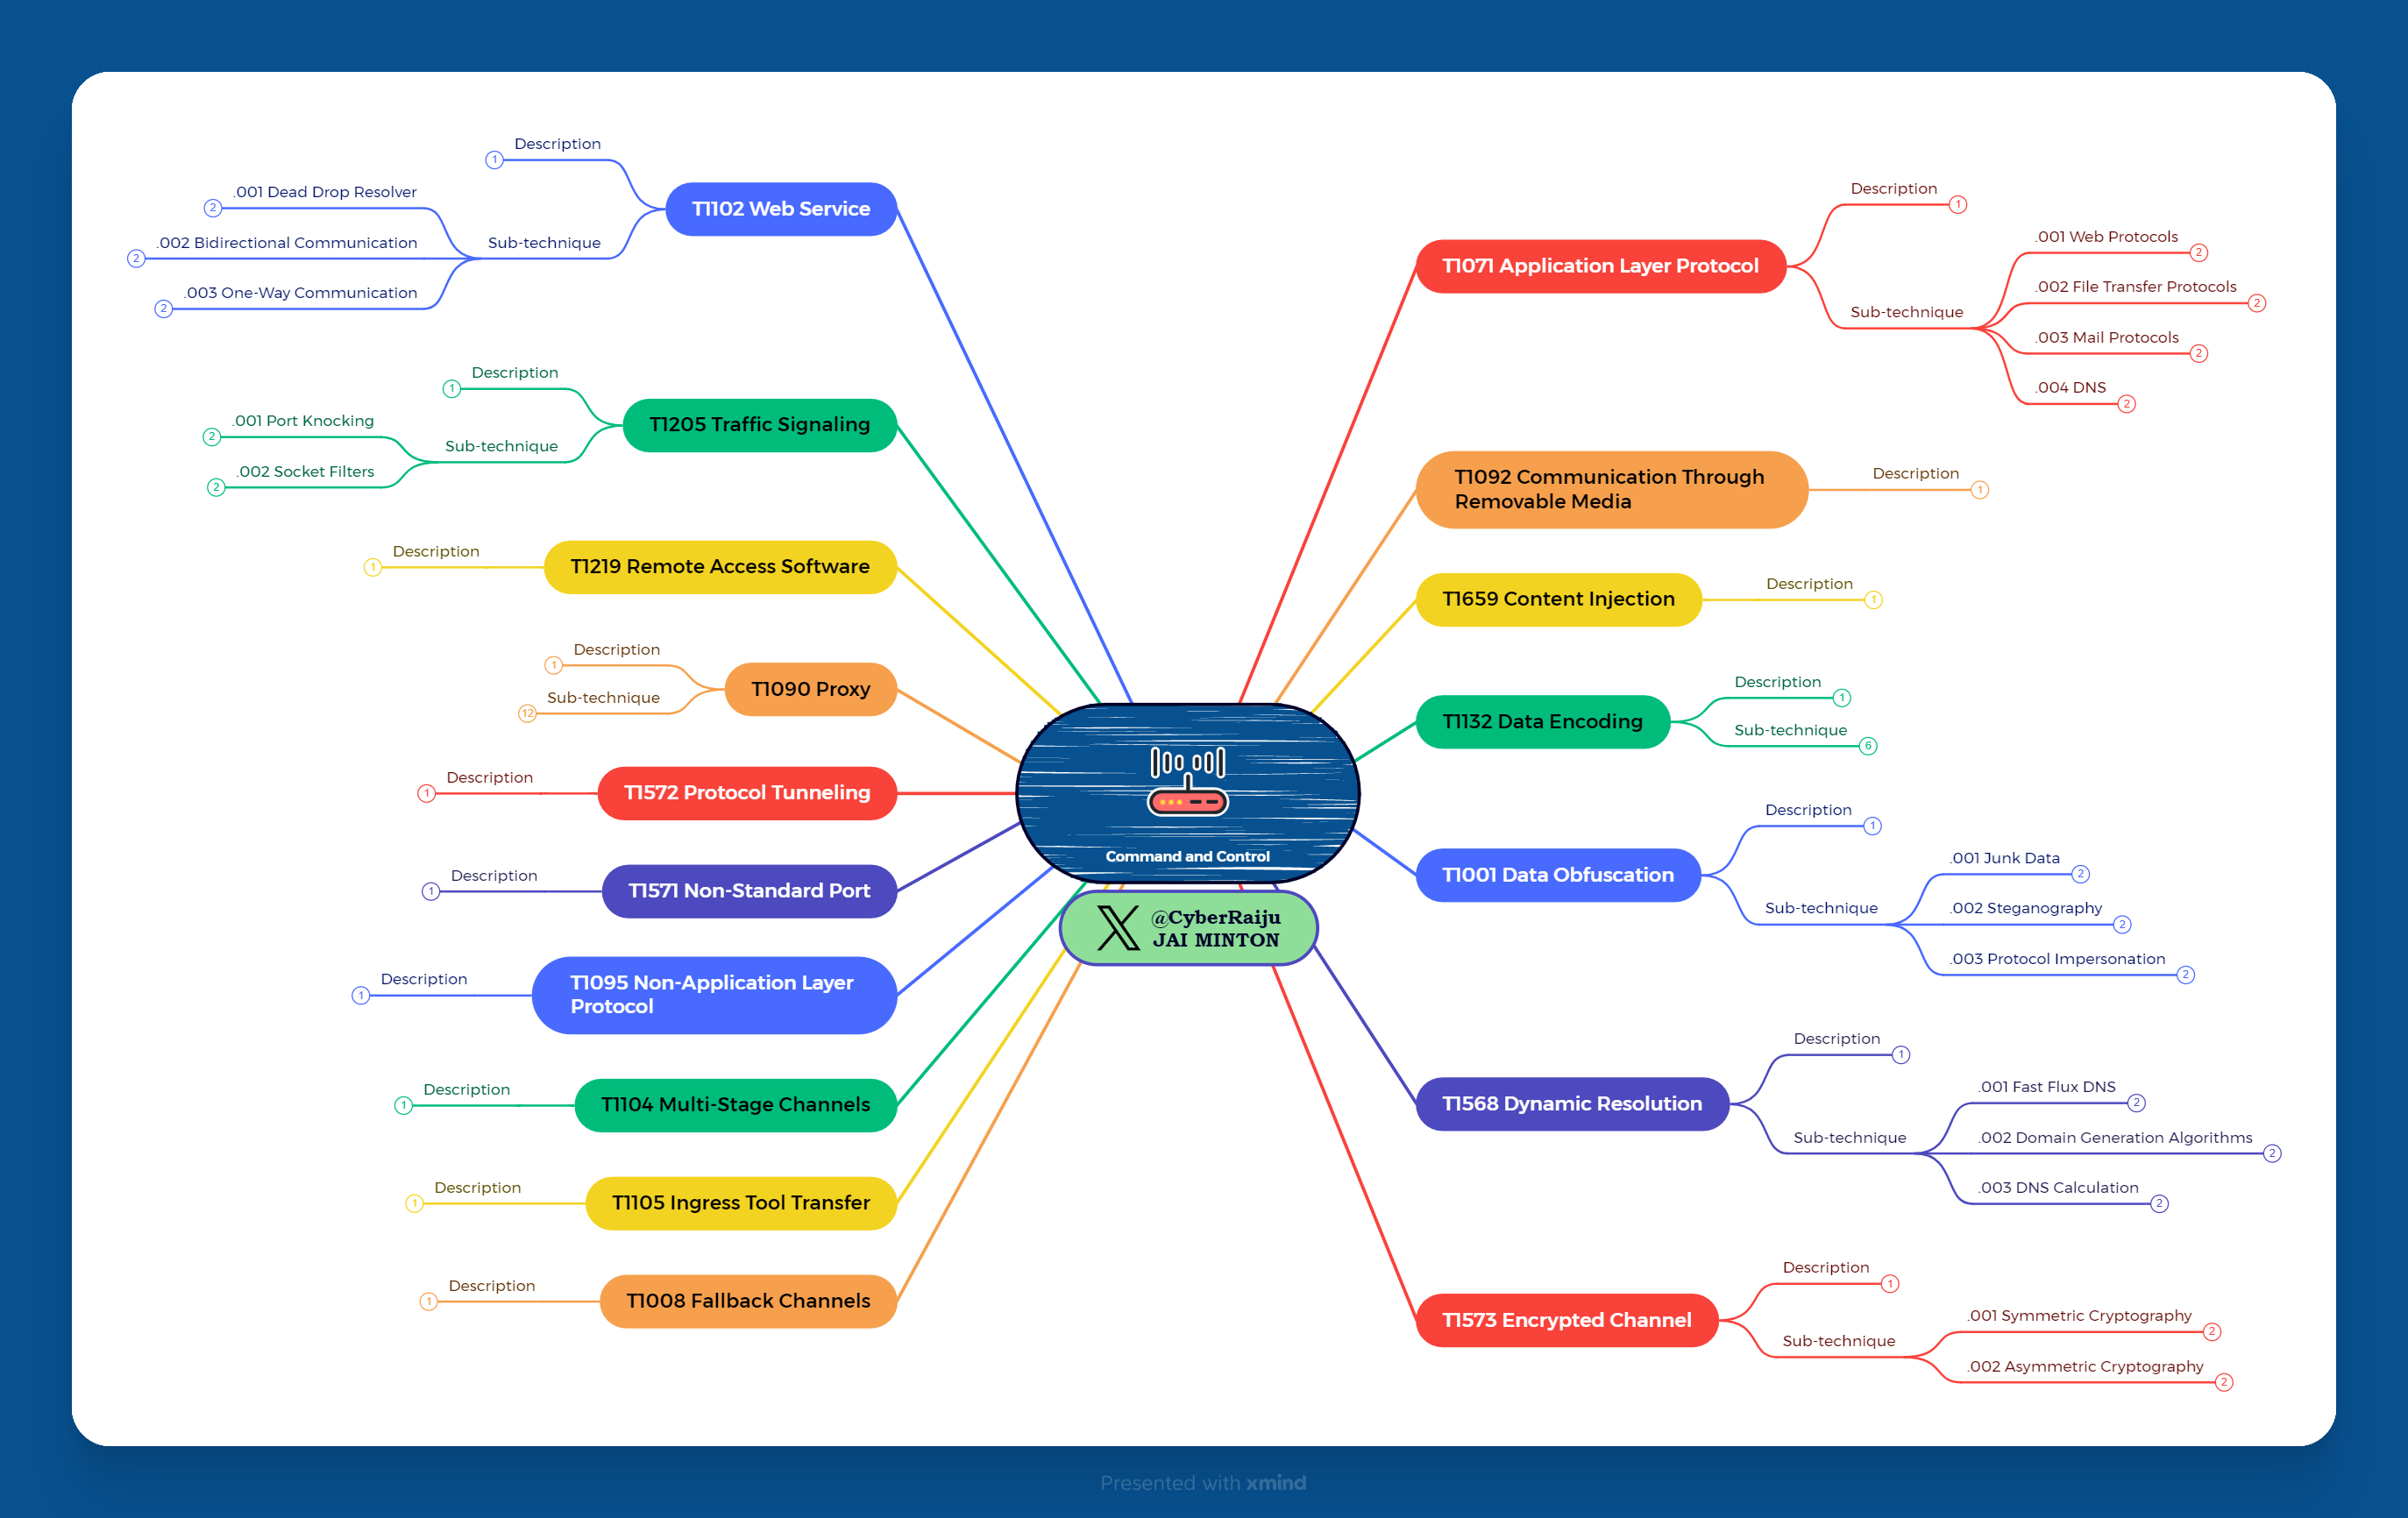 Description
1
T1102 Web Service
Sub-technique
.001 Dead Drop Resolver
2
.002 Bidirectional Communication
2
.003 One-Way Communication
2
T1205 Traffic Signaling
Description
1
Sub-technique
.001 Port Knocking
2
.002 Socket Filters
2
T1219 Remote Access Software
Description
1
T1090 Proxy
Description
1
Sub-technique
12
T1572 Protocol Tunneling
Description
1
T1571 Non-Standard Port
Description
1
T1095 Non-Application Layer
Protocol
Description
1
T1104 Multi-Stage Channels
Description
1
T1105 Ingress Tool Transfer
Description
1
T1008 Fallback Channels
Description
1
Command and Control
@CyberRaiju
JAI MINTON
T1071 Application Layer Protocol
Description
1
Sub-technique
.001 Web Protocols
2
.002 File Transfer Protocols
2
.003 Mail Protocols
2
.004 DNS
2
T1092 Communication Through
Removable Media
Description
1
T1659 Content Injection
Description
1
T1132 Data Encoding
Description
1
Sub-technique
6
T1001 Data Obfuscation
Description
1
Sub-technique
.001 Junk Data
2
.002 Steganography
2
.003 Protocol Impersonation
2
T1568 Dynamic Resolution
Description
1
Sub-technique
.001 Fast Flux DNS
2
.002 Domain Generation Algorithms
2
.003 DNS Calculation
2
T1573 Encrypted Channel
Description
1
Sub-technique
.001 Symmetric Cryptography
2
.002 Asymmetric Cryptography
2
Presented with xmind